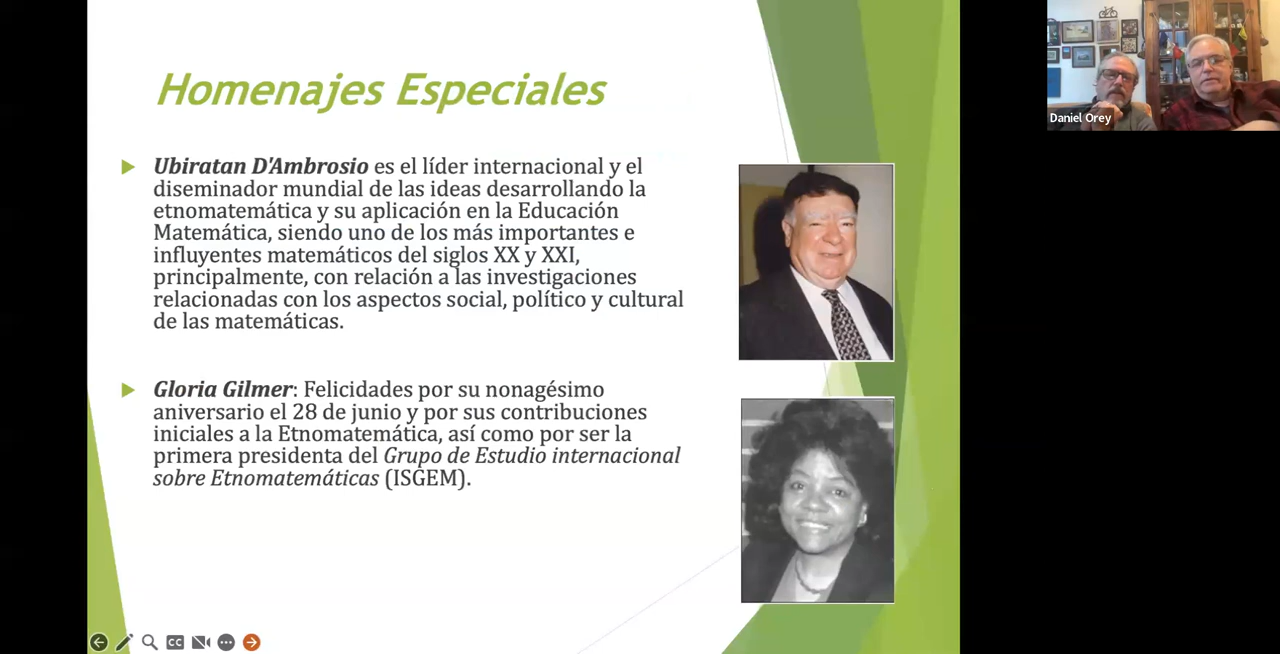 Homenajes Especiales
Ubiratan D'Ambrosio es el líder internacional y el
diseminador mundial de las ideas desarrollando la
etnomatemática y su aplicación en la Educación
Matemática, siendo uno de los más importantes e
influyentes matemáticos del siglos XX y XXI,
principalmente, con relación a las investigaciones
relacionadas con los aspectos social, político y cultural
de las matemáticas.
Gloria Gilmer: Felicidades por su nonagésimo
aniversario el 28 de junio y por sus contribuciones
iniciales a la Etnomatemática, así como por ser la
primera presidenta del Grupo de Estudio internacional
sobre Etnomatemáticas (ISGEM).
CC
Daniel Orey